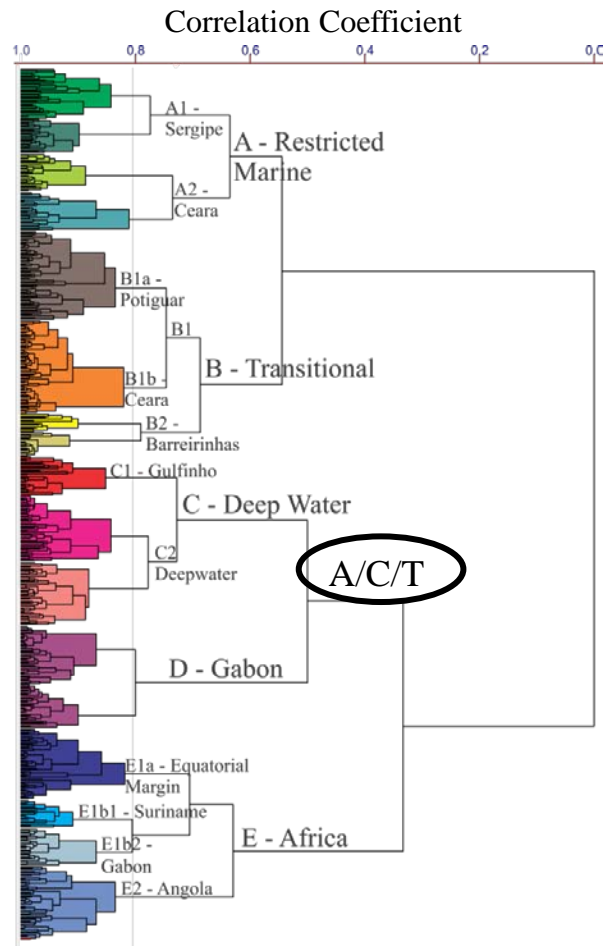 Correlation Coefficient
1,0 0,8 0,6 0,4 0,2 0,0
A1 -
Sergipe
A - Restricted
Marine
A2 -
Ceara
B1a -
Potiguar
B1
B - Transitional
B1b -
Ceara
B2 -
Barreirinhas
C1 - Gulfinho
C - Deep Water
C2
Deepwater
A/C/T
D - Gabon
E1a - Equatorial
Margin
E1b1 - Suriname
E - Africa
E1b2 -
Gabon
E2 - Angola